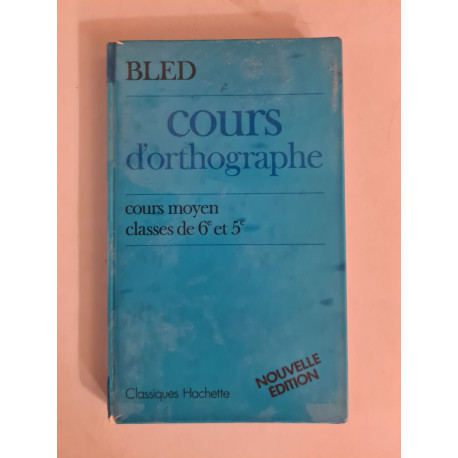 BLED
cours
d'orthographe
cours moyen
classes de 6e et 5e
NOUVELLE
ÉDITION
Classiques Hachette